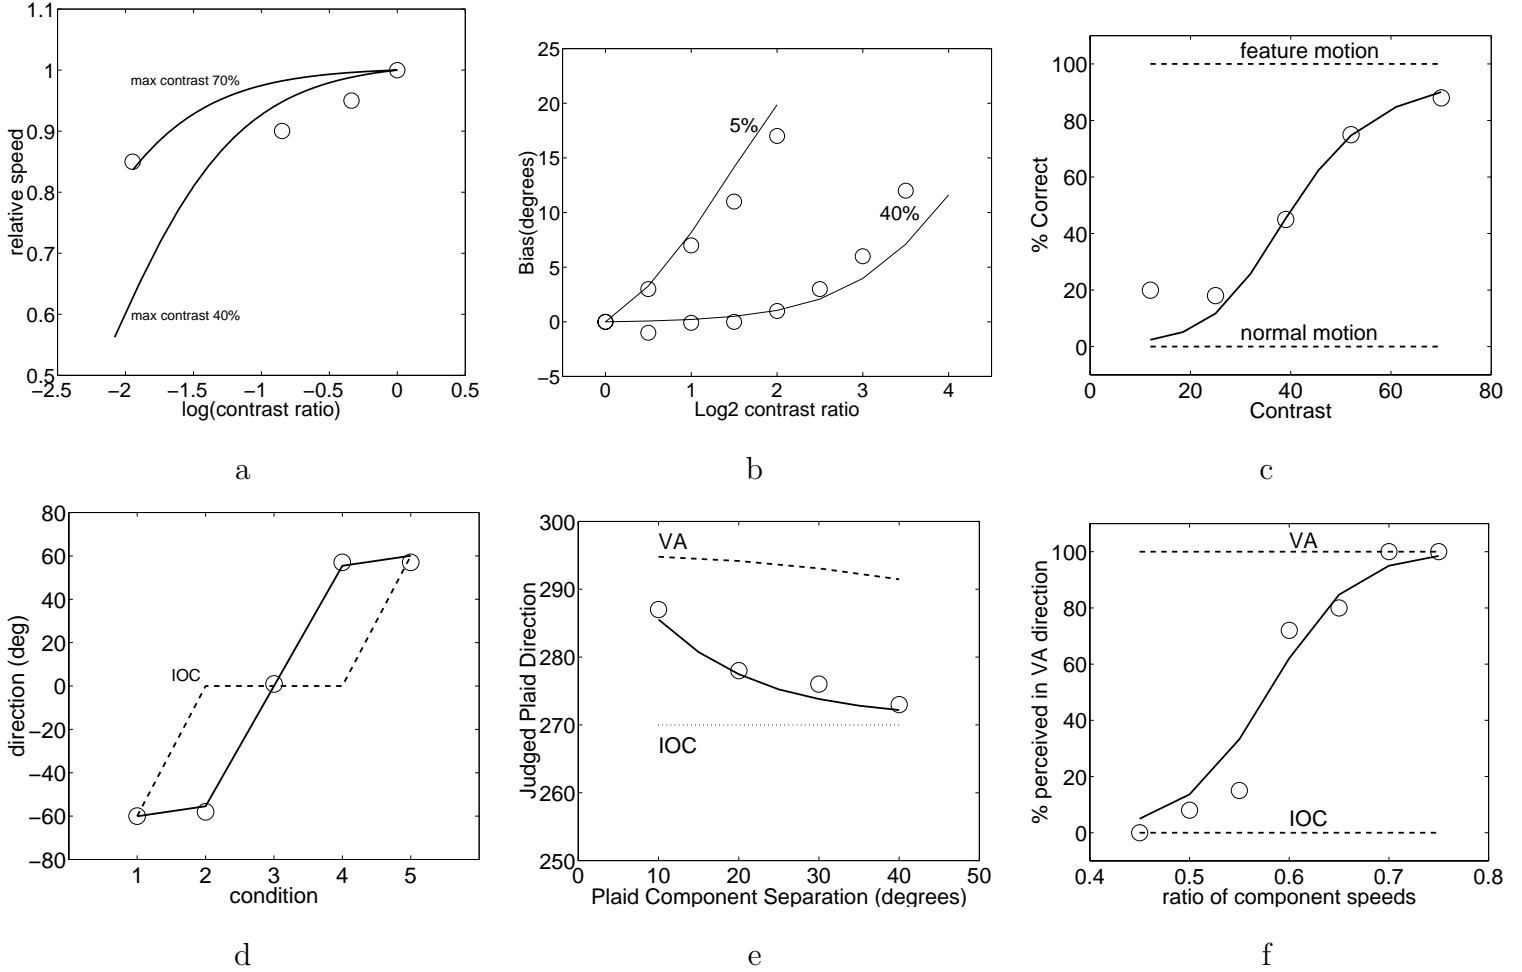 1.1
1
0.9
0.8
0.7
0.6
0.5
relative speed
max contrast 70%
max contrast 40%
−2.5 −2 −1.5 −1 −0.5 0 0.5
log(contrast ratio)
a
25
20
15
10
5
0
−5
Bias(degrees)
5%
40%
0 1 2 3 4
Log2 contrast ratio
b
100
80
60
40
20
0
% Correct
feature motion
normal motion
0 20 40 60 80
Contrast
c
80
60
40
20
0
−20
−40
−60
−80
direction (deg)
IOC
1 2 3 4 5
condition
d
300
290
280
270
260
250
Judged Plaid Direction
VA
IOC
0 10 20 30 40 50
Plaid Component Separation (degrees)
e
100
80
60
40
20
0
% perceived in VA direction
VA
IOC
0.4 0.5 0.6 0.7 0.8
ratio of component speeds
f